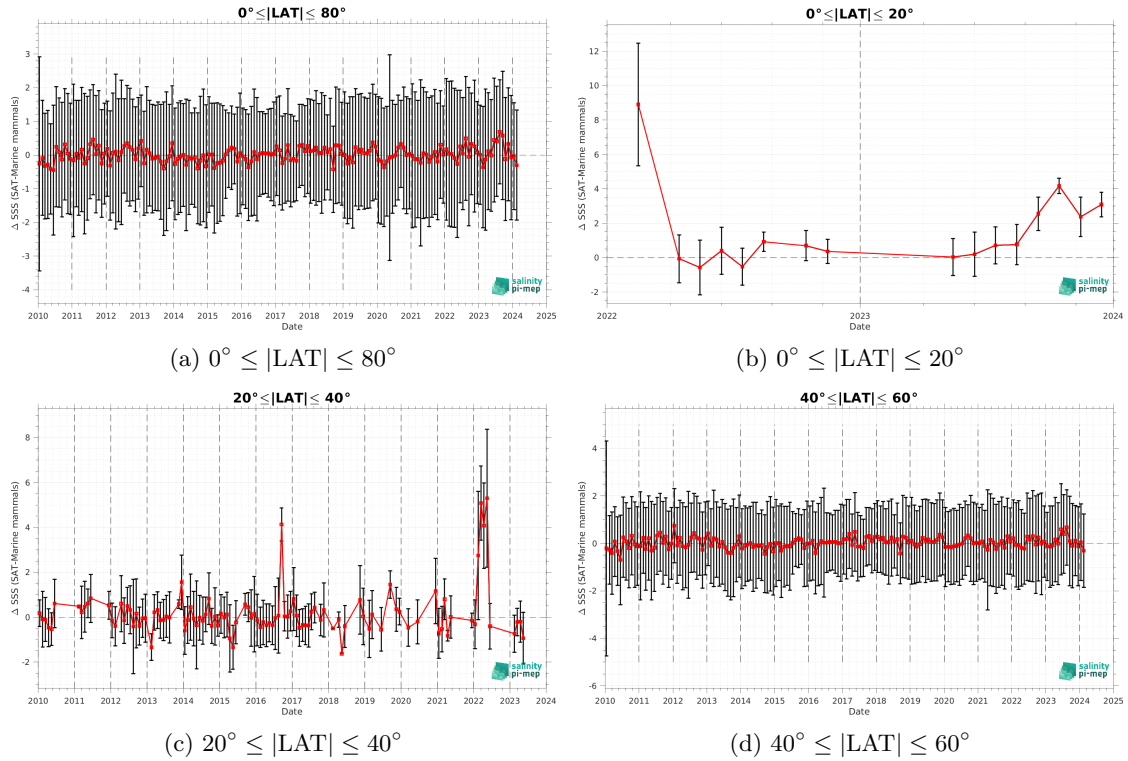 0°≤|LAT|≤ 80°
Δ SSS (SAT-Marine mammals)
3
2
1
0
-1
-2
-3
-4
2010 2011 2012 2013 2014 2015 2016 2017 2018 2019 2020 2021 2022 2023 2024 2025
Date
salinity
pi-mep
(a) 0° ≤ |LAT| ≤ 80°
0°≤|LAT|≤ 20°
Δ SSS (SAT-Marine mammals)
12
10
8
6
4
2
0
-2
2022 2023 2024
Date
salinity
pi-mep
(b) 0° ≤ |LAT| ≤ 20°
20°≤|LAT|≤ 40°
Δ SSS (SAT-Marine mammals)
8
6
4
2
0
-2
2010 2011 2012 2013 2014 2015 2016 2017 2018 2019 2020 2021 2022 2023 2024
Date
salinity
pi-mep
(c) 20° ≤ |LAT| ≤ 40°
40°≤|LAT|≤ 60°
Δ SSS (SAT-Marine mammals)
4
2
0
-2
-4
-6
2010 2011 2012 2013 2014 2015 2016 2017 2018 2019 2020 2021 2022 2023 2024 2025
Date
salinity
pi-mep
(d) 40° ≤ |LAT| ≤ 60°